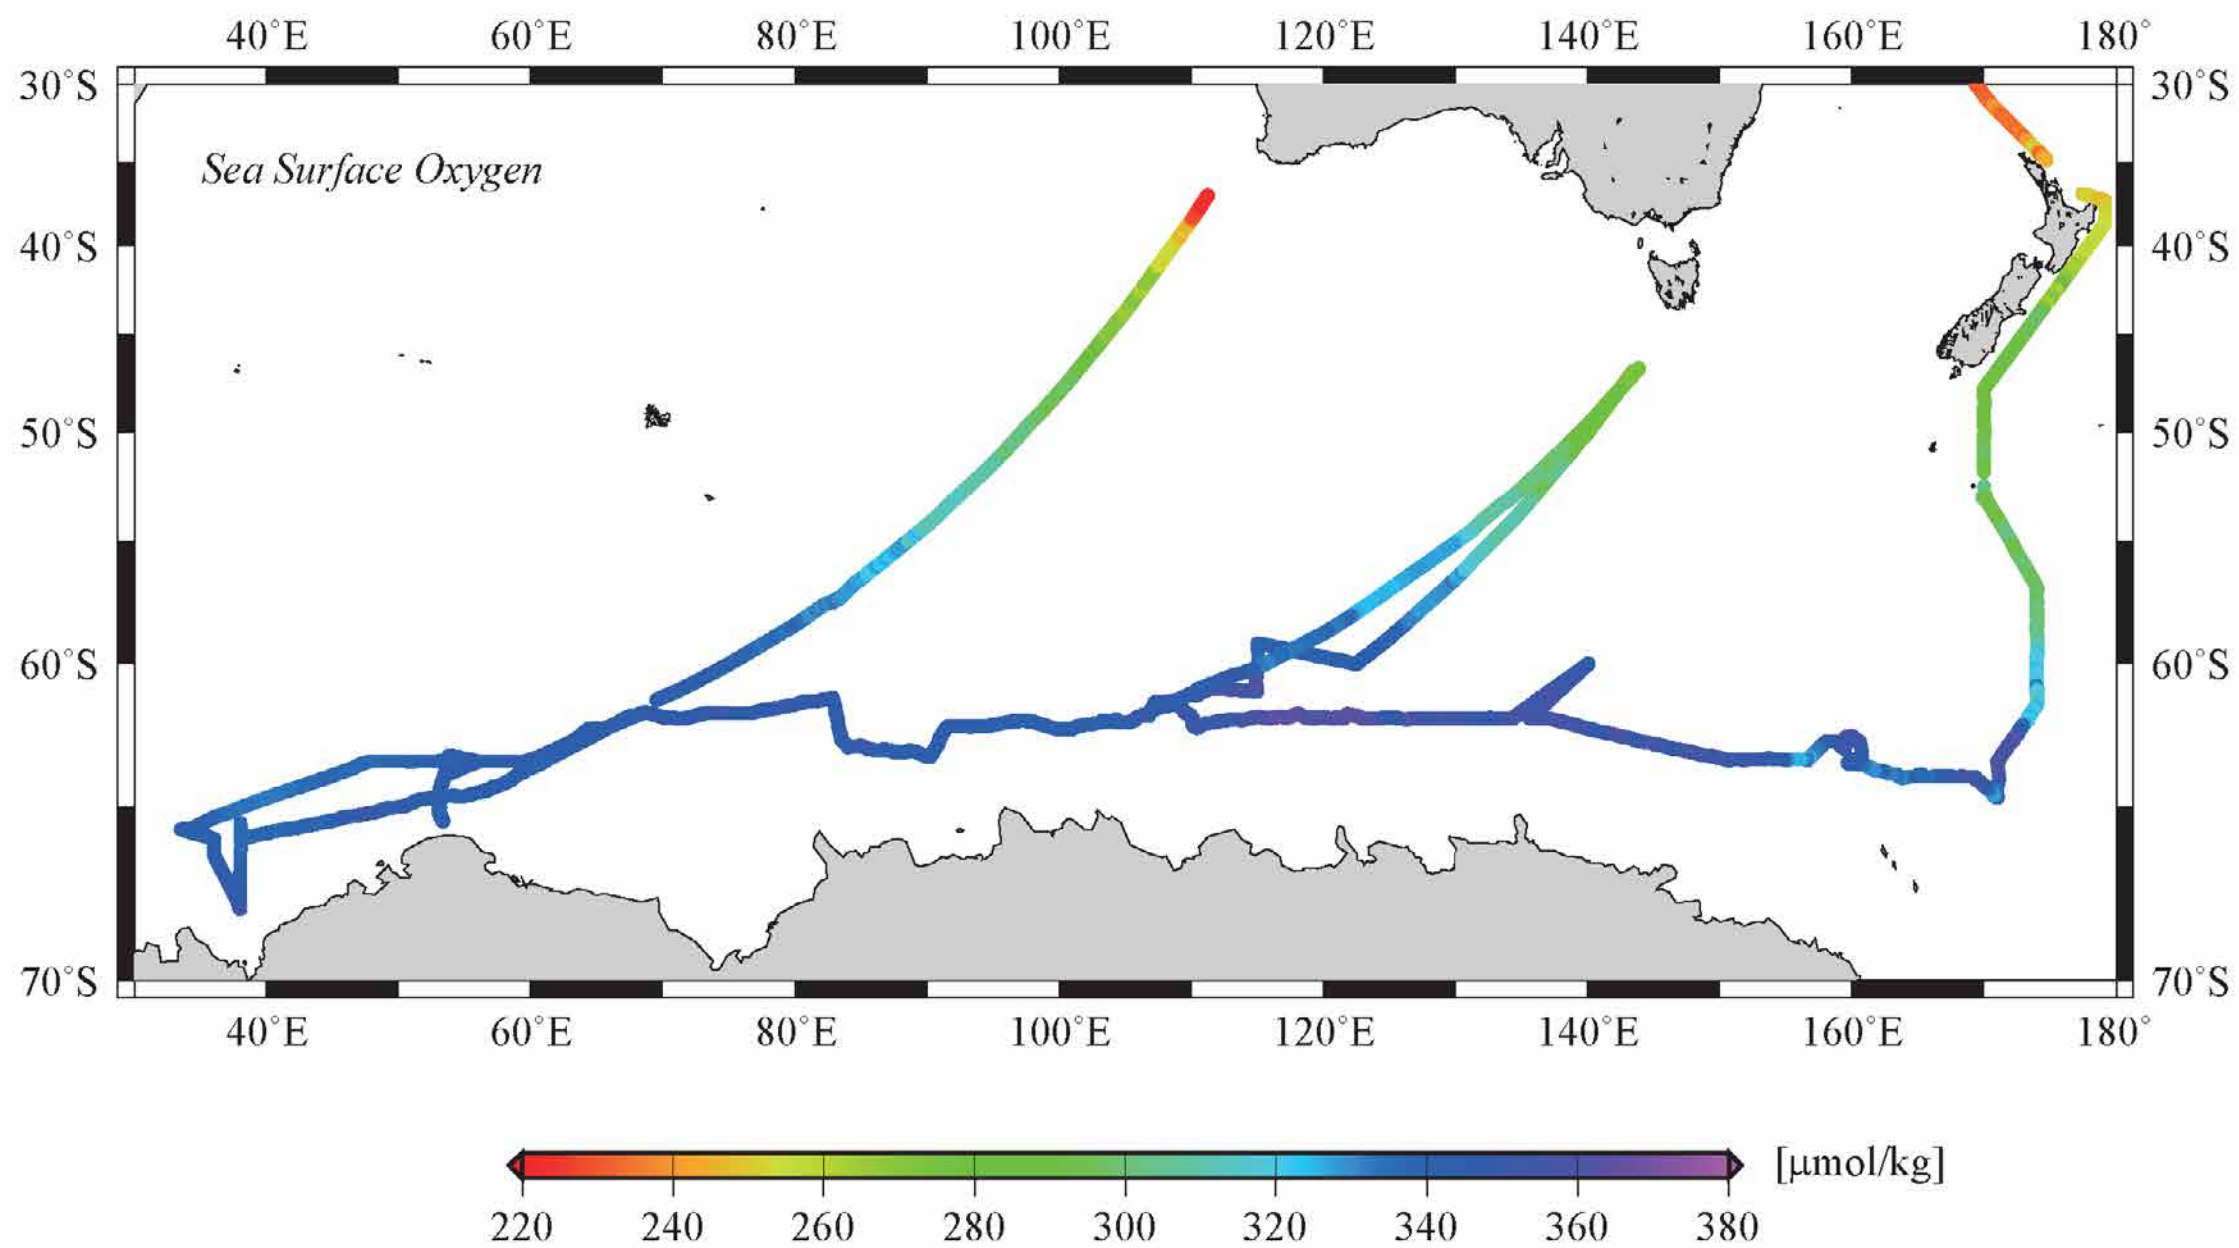 40°E 60°E 80°E 100°E 120°E 140°E 160°E 180°
30°S 30°S
Sea Surface Oxygen
40°S 40°S
50°S 50°S
60°S 60°S
70°S 70°S
40°E 60°E 80°E 100°E 120°E 140°E 160°E 180°
[μmol/kg]
220 240 260 280 300 320 340 360 380